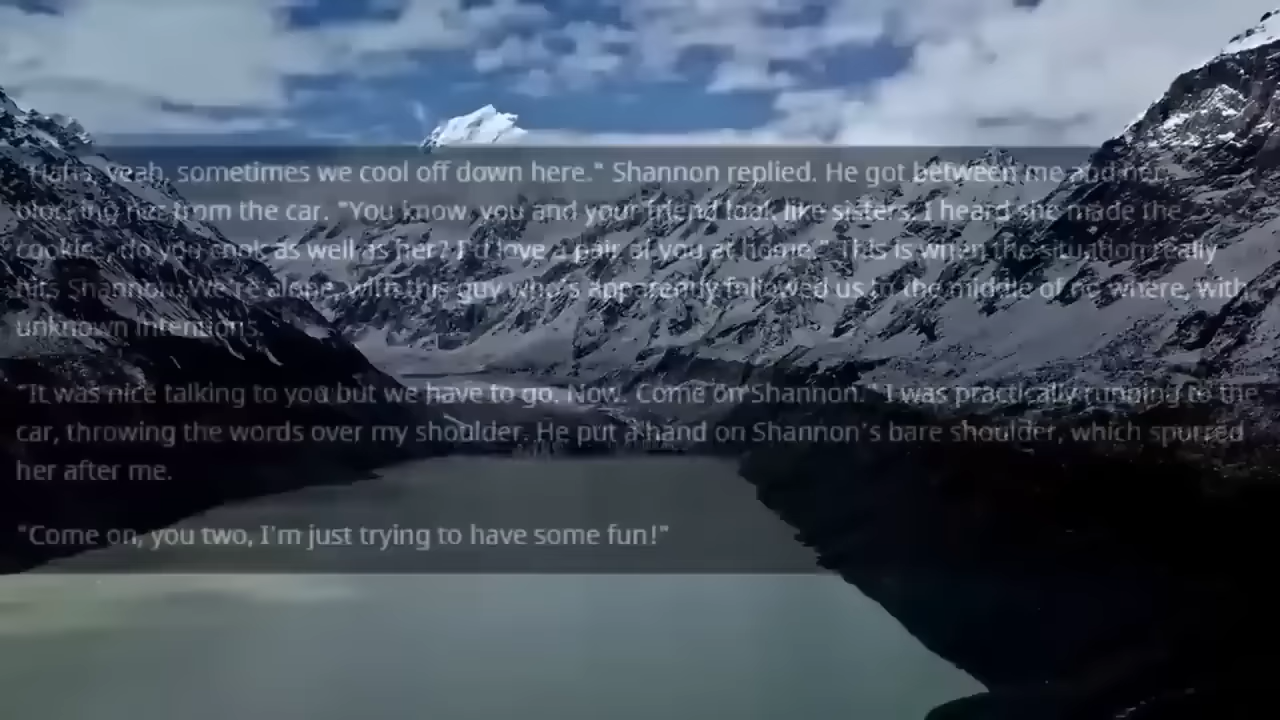 "Haha, yeah, sometimes we cool off down here." Shannon replied. He got between me and her,
blocking her from the car. "You know you and your friend look like sisters, I heard she made the
cookies, do you cook as well as her? I'd love a pair of you at home." This is when the situation really
hits Shannon. We're alone, with this guy who's apparently followed us to the middle of no where, with
unknown intentions.
"It was nice talking to you but we have to go. Now. Come on Shannon." I was practically running to the
car, throwing the words over my shoulder. He put a hand on Shannon's bare shoulder, which spurred
her after me.
"Come on, you two, I'm just trying to have some fun!"